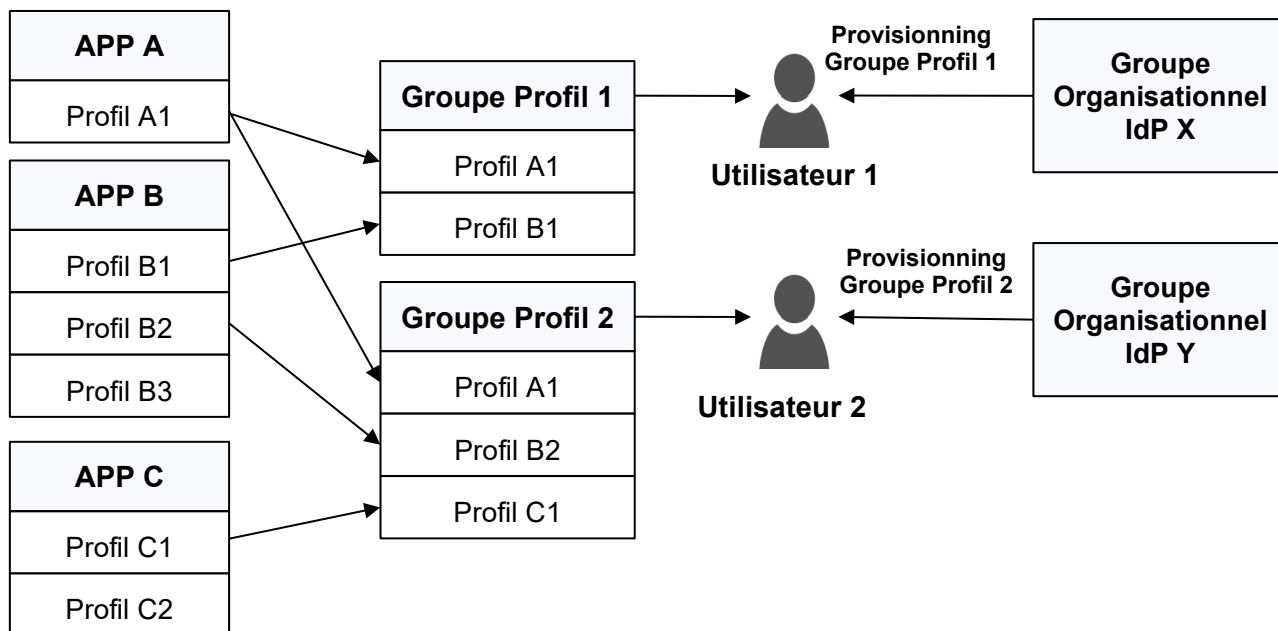 APP A
Profil A1
APP B
Profil B1
Profil B2
Profil B3
APP C
Profil C1
Profil C2
Groupe Profil 1
Profil A1
Profil B1
Groupe Profil 2
Profil A1
Profil B2
Profil C1
Provisionning
Groupe Profil 1
Utilisateur 1
Provisionning
Groupe Profil 2
Utilisateur 2
Groupe
Organisationnel
IdP X
Groupe
Organisationnel
IdP Y